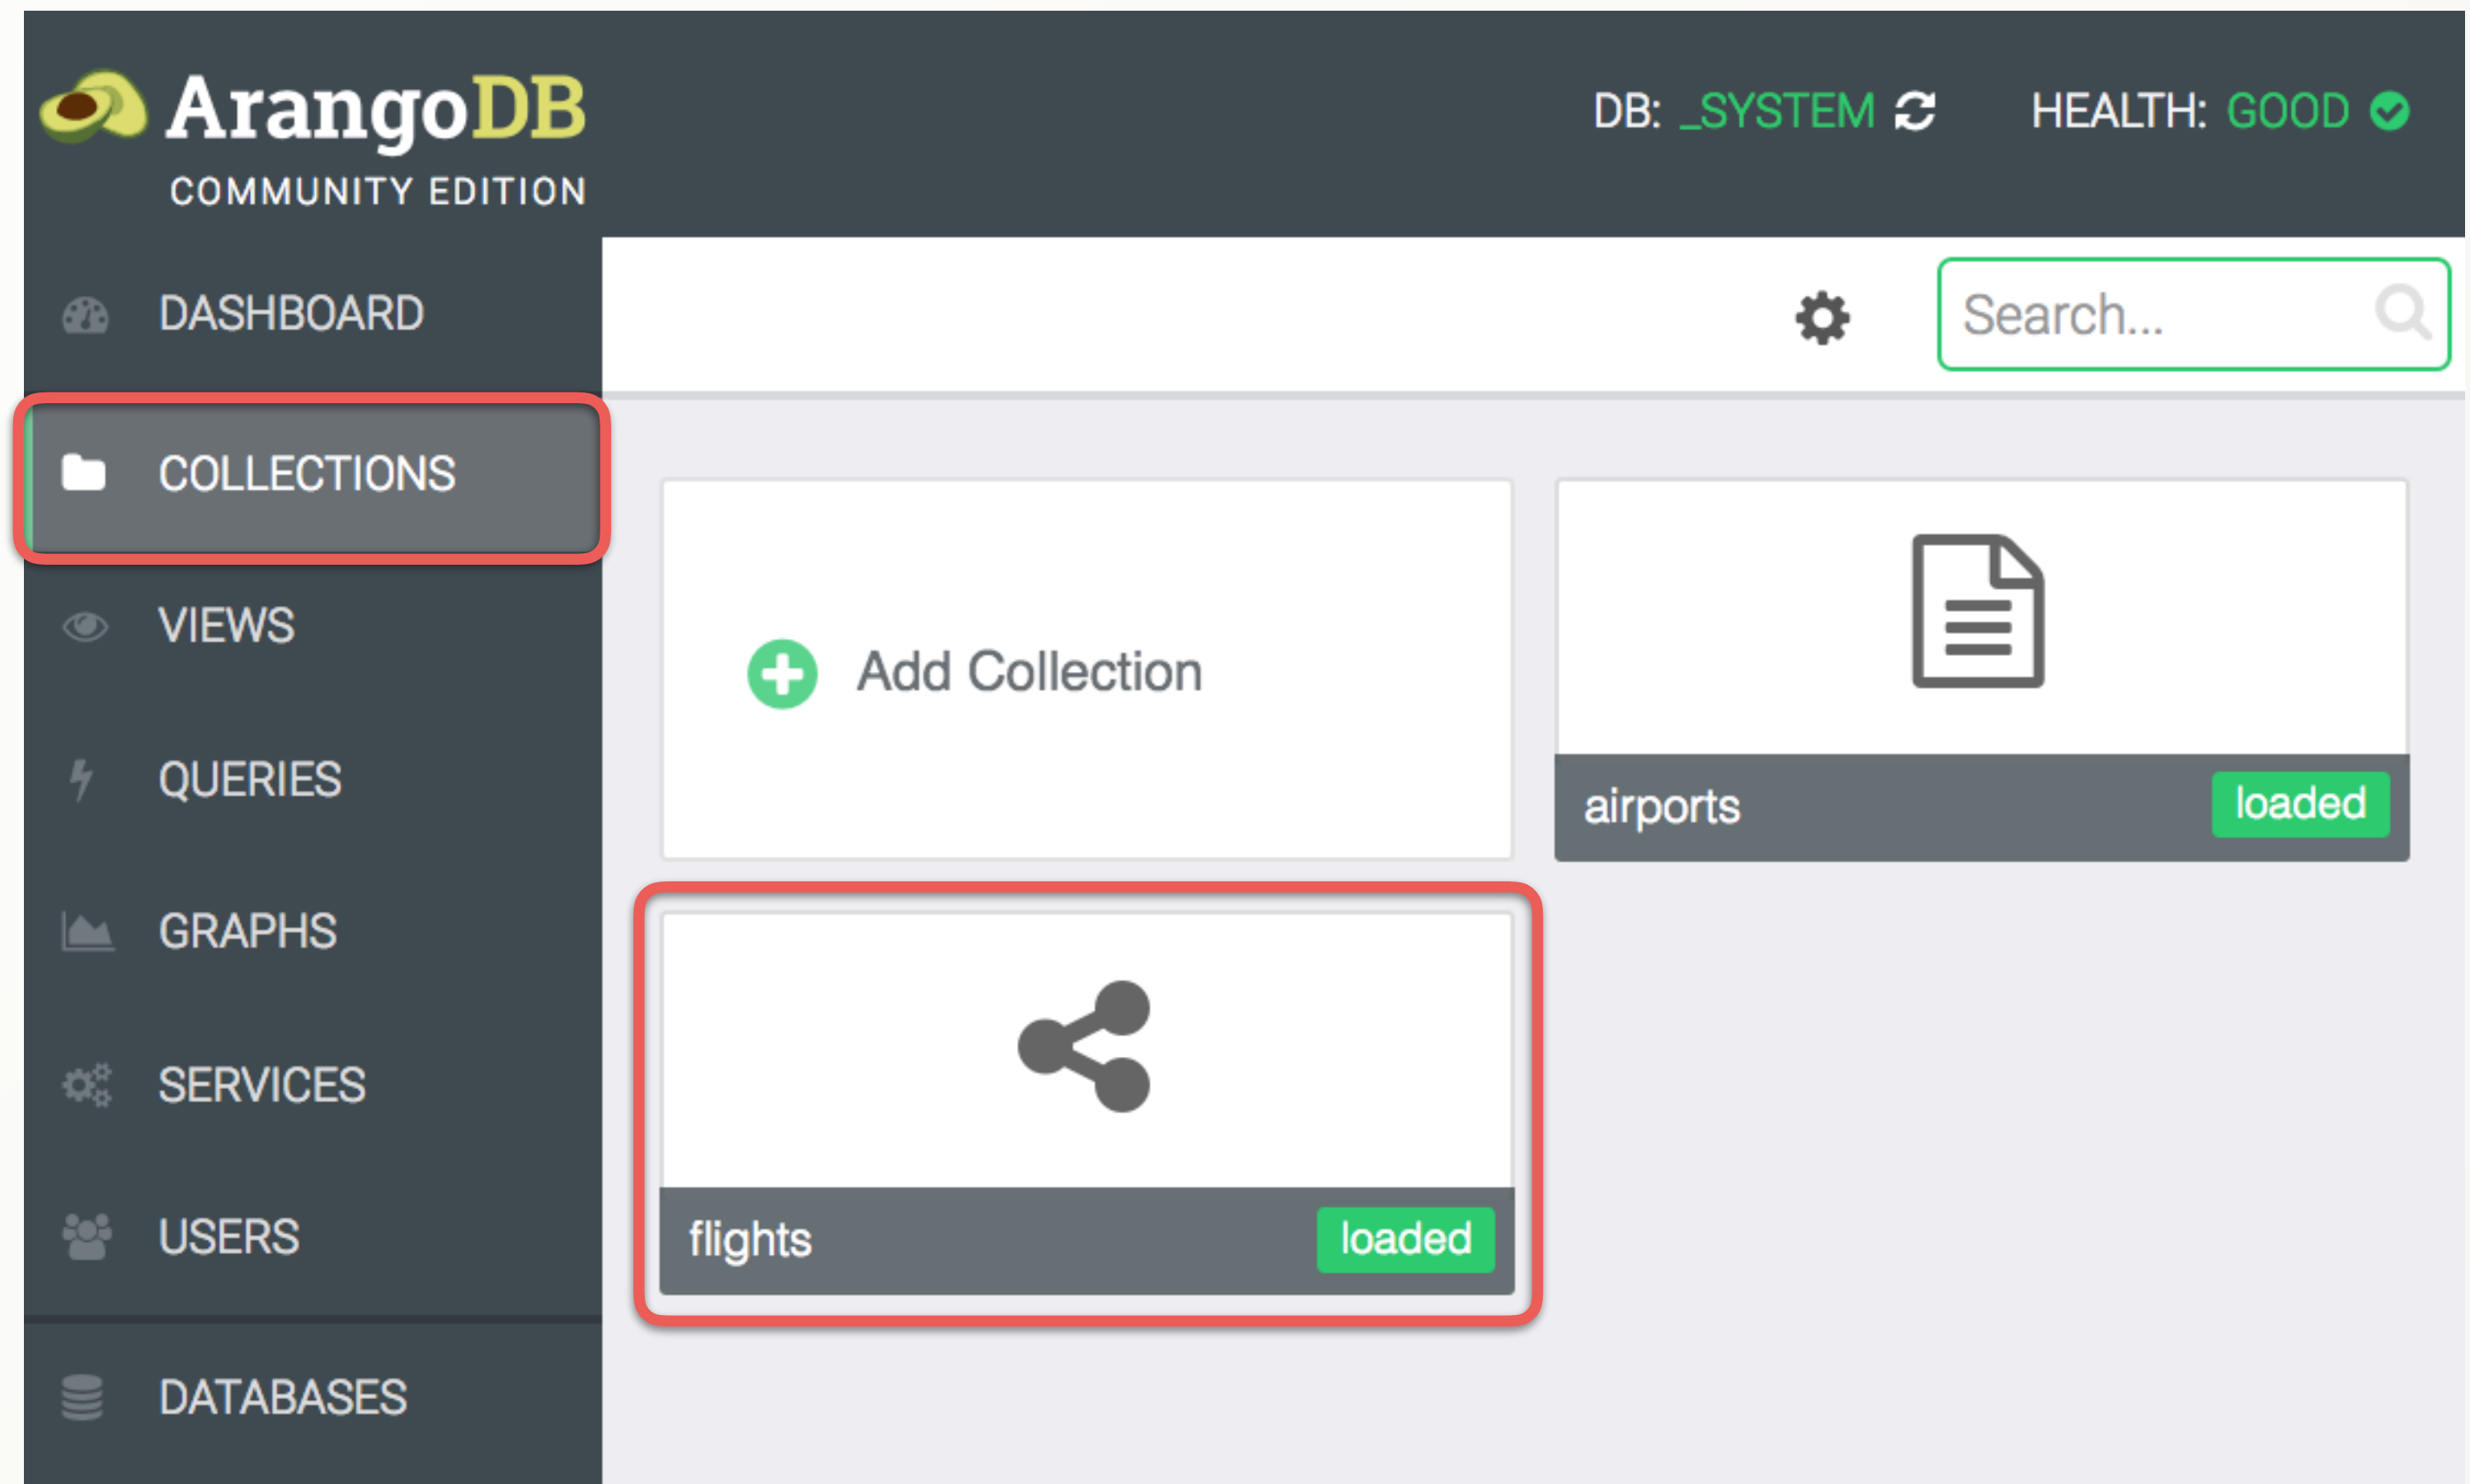 ArangoDB
COMMUNITY EDITION
DB: _SYSTEM
HEALTH: GOOD
DASHBOARD
COLLECTIONS
VIEWS
QUERIES
GRAPHS
SERVICES
USERS
DATABASES
Search...
Add Collection
airports
loaded
flights
loaded